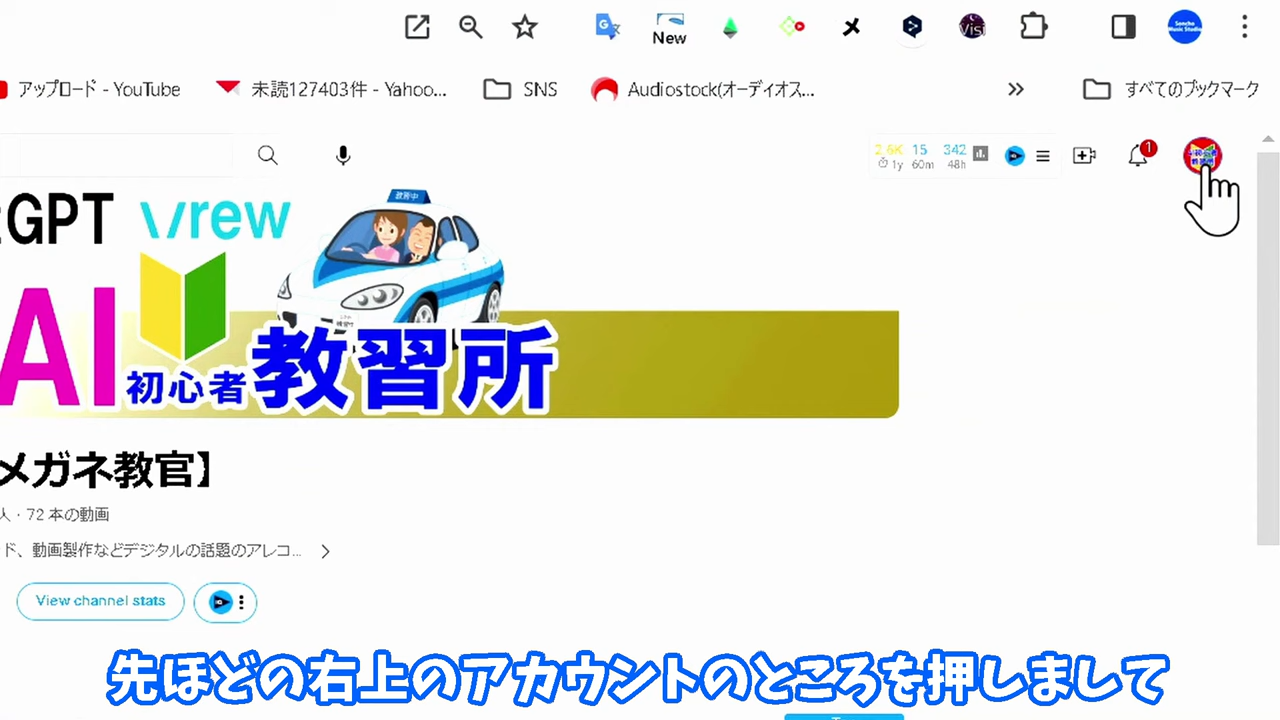 New
アップロード - YouTube
未読127403件 - Yahoo...
SNS
Audiostock(オーディオス...
すべてのブックマーク
2.6K 15 342
1y 60m 48h
1
GPT Vrew
教習中
AI
初心者
教習所
メガネ教官】
人・72 本の動画
ド、動画製作などデジタルの話題のアレコ...
View channel stats
先ほどの右上のアカウントのところを押しまして